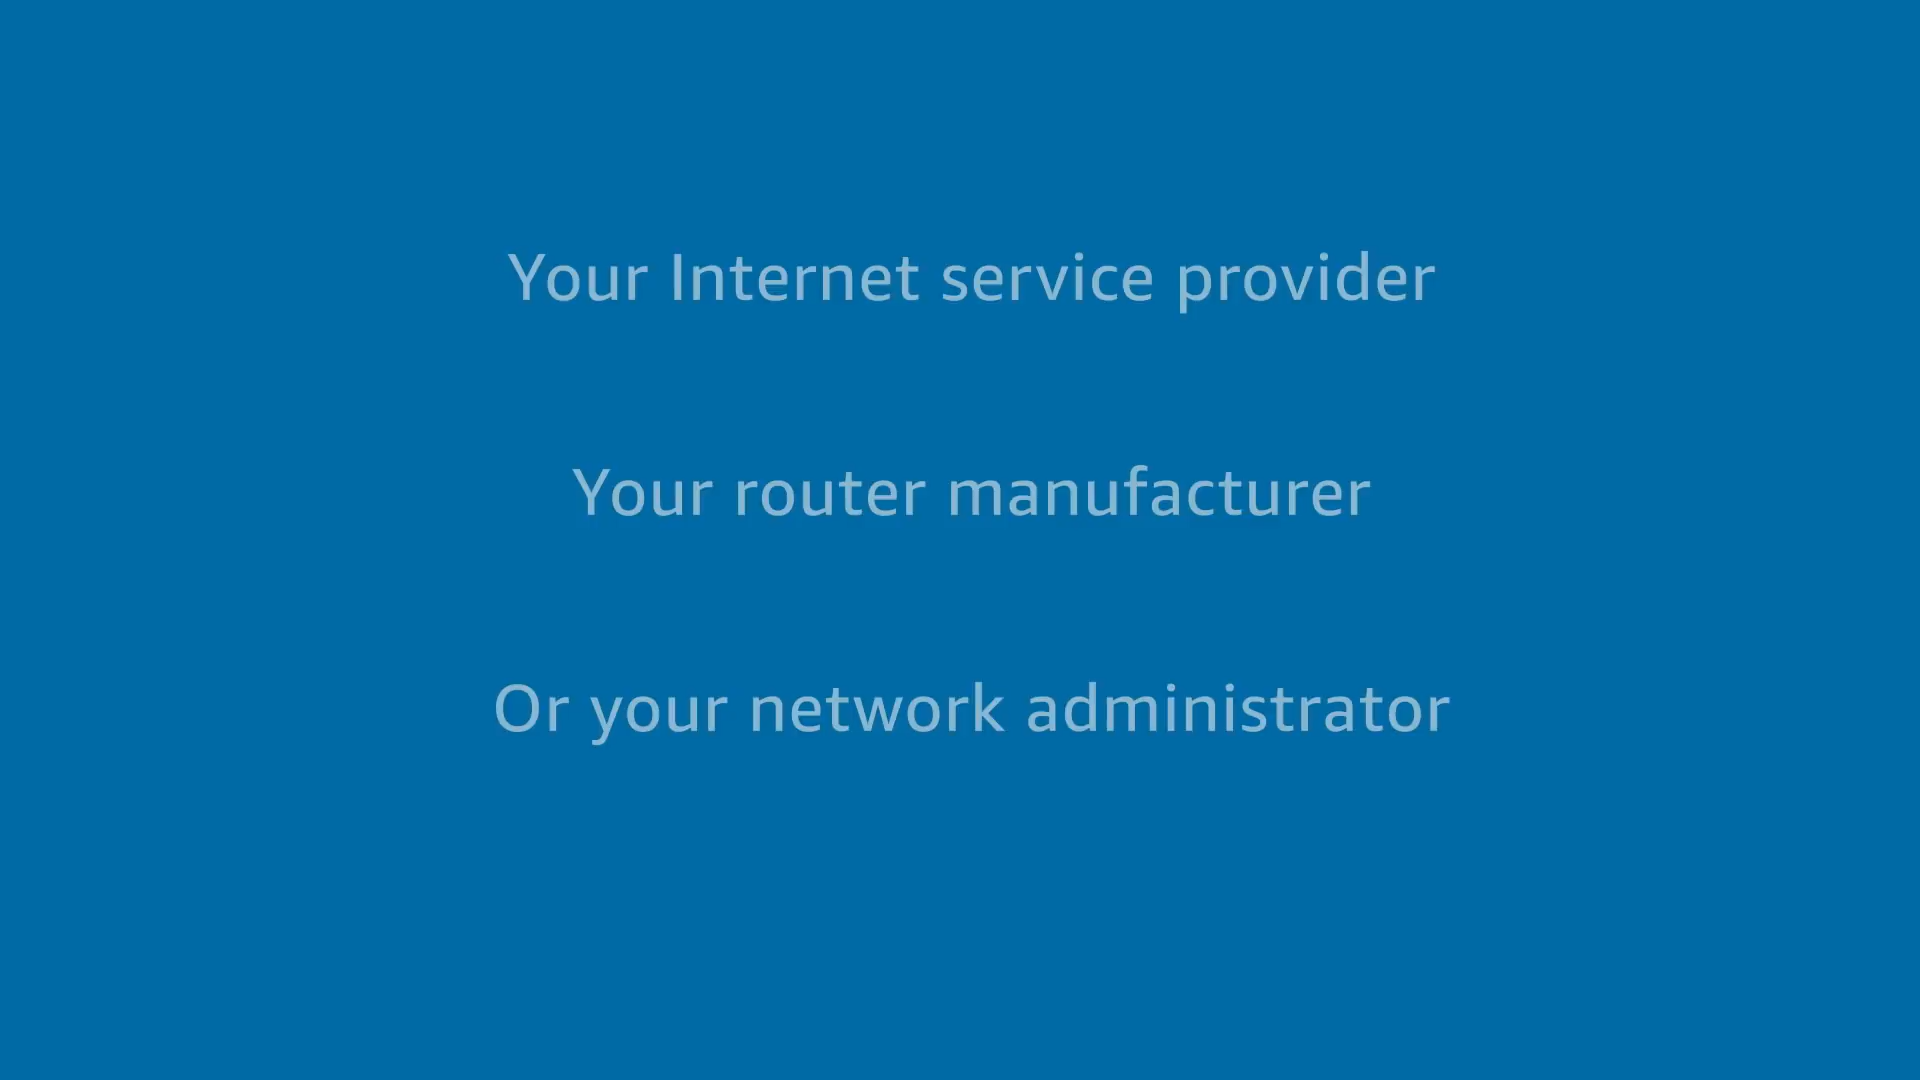 Your Internet service provider
Your router manufacturer
Or your network administrator